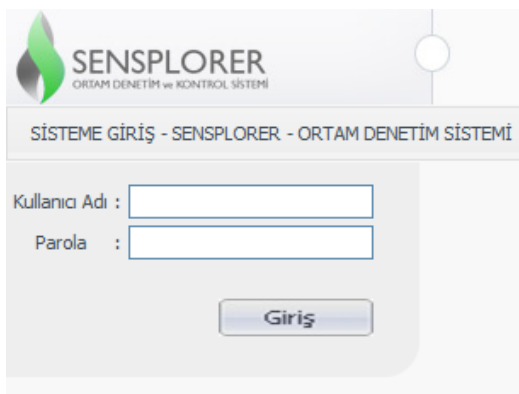 SENSPLORER
ORTAM DENETİM ve KONTROL SİSTEMİ
SİSTEME GİRİŞ - SENSPLORER - ORTAM DENETİM SİSTEMİ
Kullanıcı Adı :
Parola :
Giriş